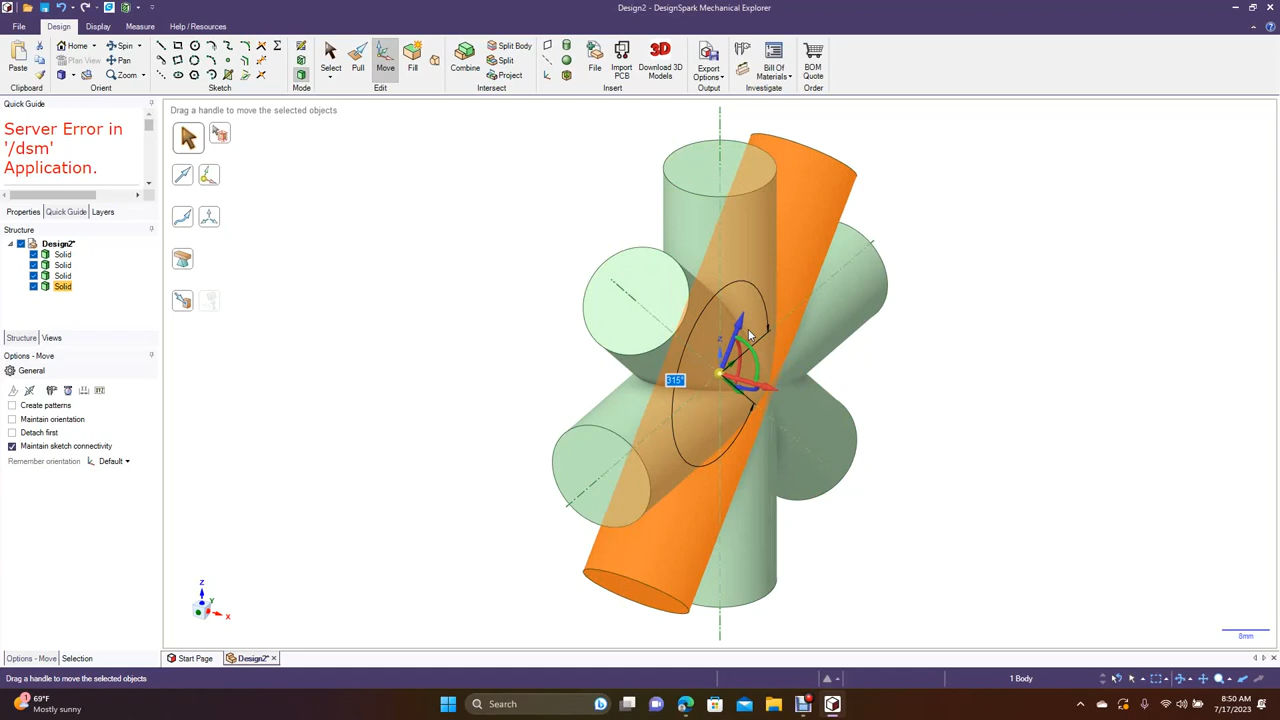 Design2* - DesignSpark Mechanical Explorer
File Design Display Measure Help / Resources
Home Spin
Split Body
Plan View Pan
Split
Paste
Zoom
Select Pull Move Fill
Combine
Project
File Import PCB Download 3D Models
Export Options
Bill Of Materials
BOM Quote
Clipboard Orient Sketch Mode Edit Intersect Insert Output Investigate Order
Quick Guide
Drag a handle to move the selected objects
Server Error in
'/dsm'
Application.
Properties Quick Guide Layers
Structure
Design2*
Solid
Solid
Solid
Solid
Structure Views
Options - Move
General
Create patterns
Maintain orientation
Detach first
Maintain sketch connectivity
Remember orientation Default
Z
315°
Z
Y
X
8mm
Options - Move Selection
Start Page Design2*
Drag a handle to move the selected objects
1 Body
69°F
Mostly sunny
Search
8:50 AM
7/17/2023